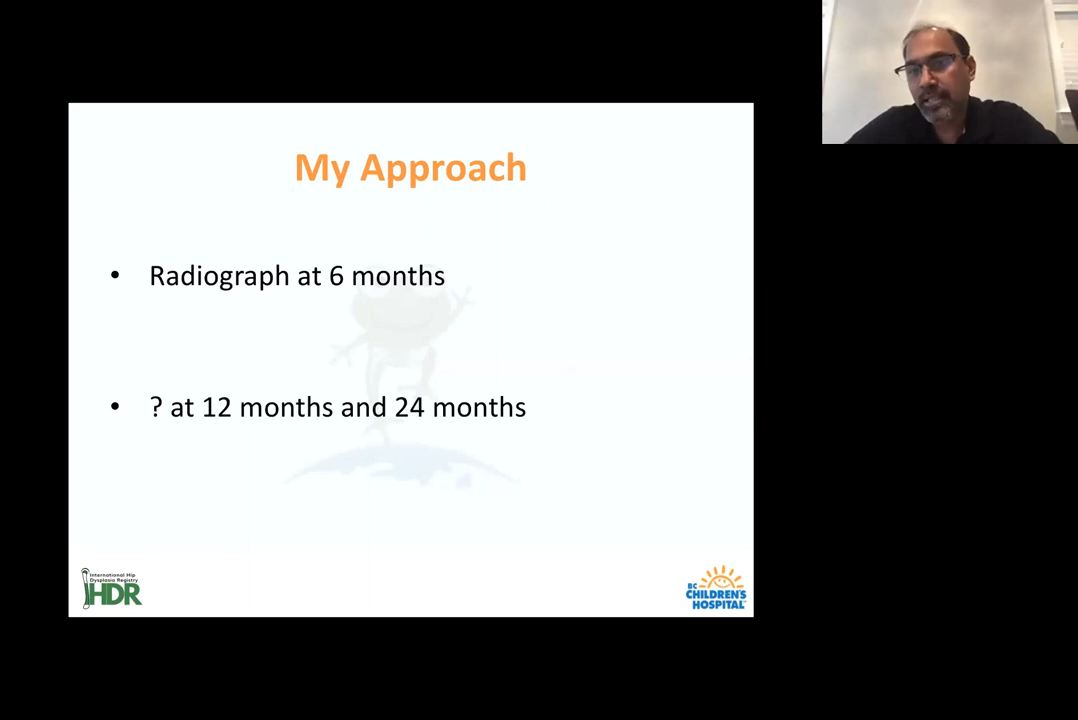 My Approach
• Radiograph at 6 months
• ? at 12 months and 24 months
International Hip
Dysplasia Registry
IHDR
BC
CHILDREN'S
HOSPITAL